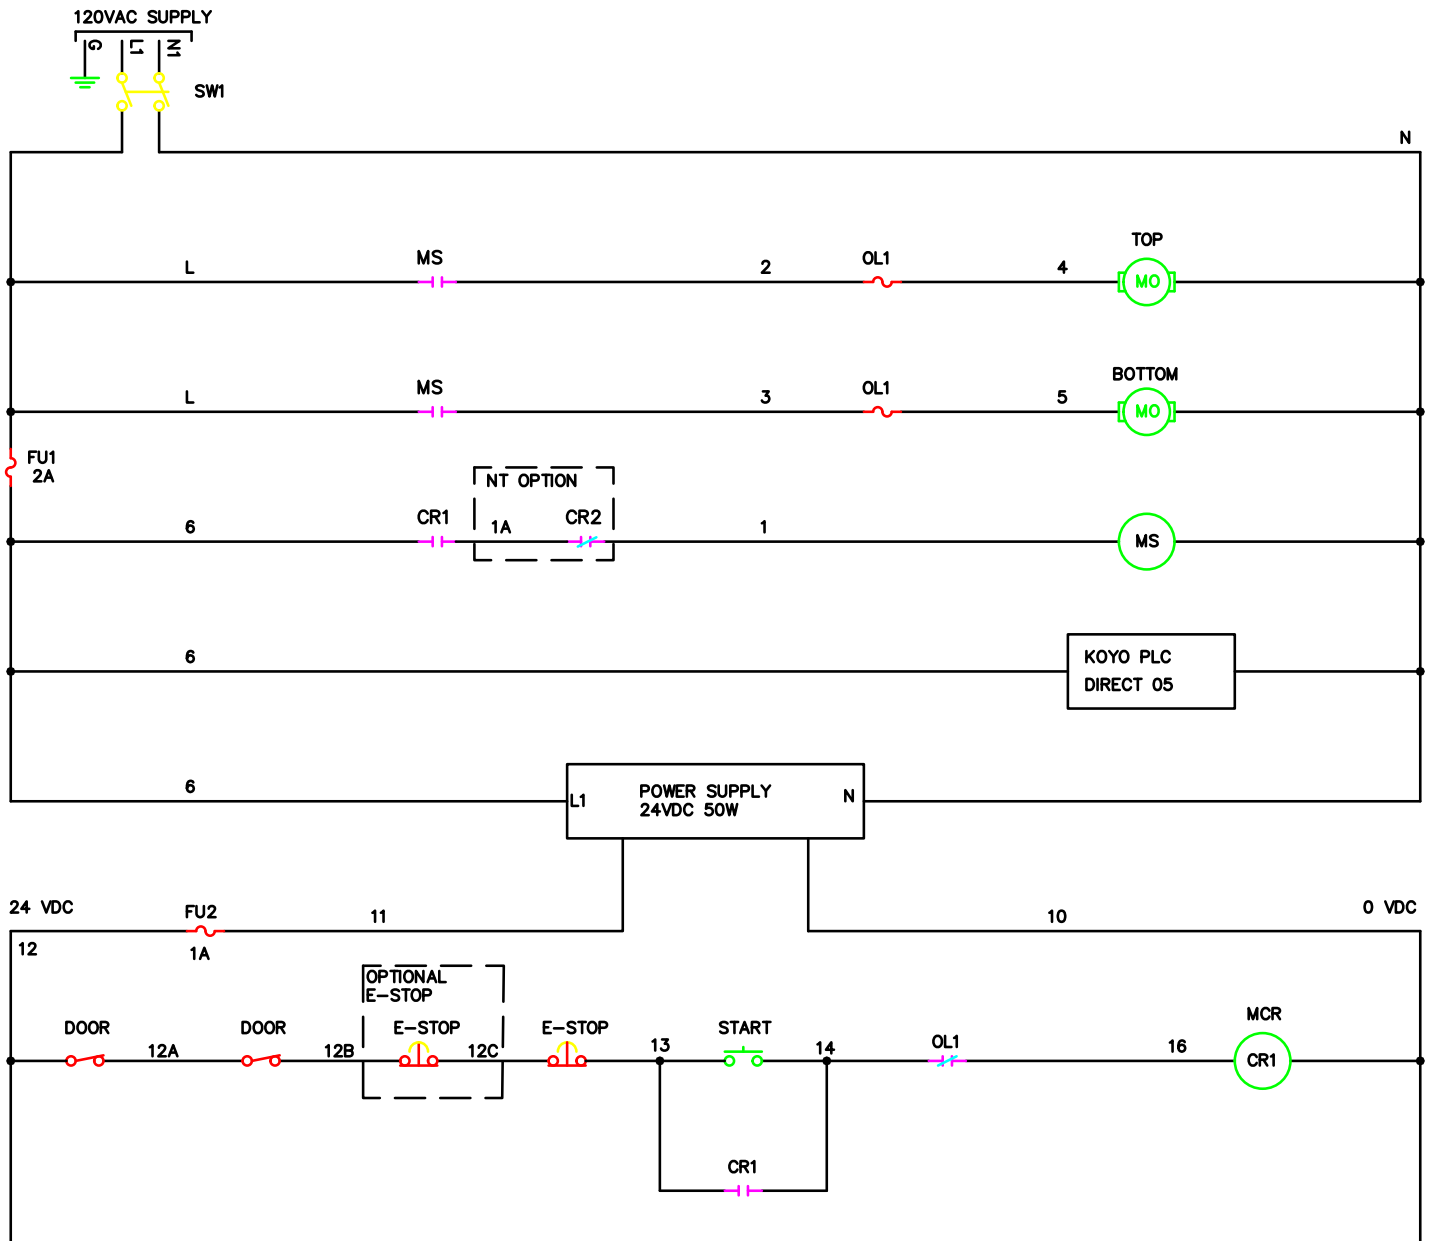 120VAC SUPPLY
G L1 N1
SW1
N
TOP
L MS 2 OL1 4 MO
BOTTOM
L MS 3 OL1 5 MO
FU1
2A
NT OPTION
6 CR1 1A CR2 1 MS
6 KOYO PLC
DIRECT 05
6 L1 POWER SUPPLY N
24VDC 50W
24 VDC FU2 11 10 0 VDC
12 1A
OPTIONAL
E-STOP
DOOR DOOR E-STOP E-STOP START MCR
12A 12B 12C 13 14 OL1 16 CR1
CR1